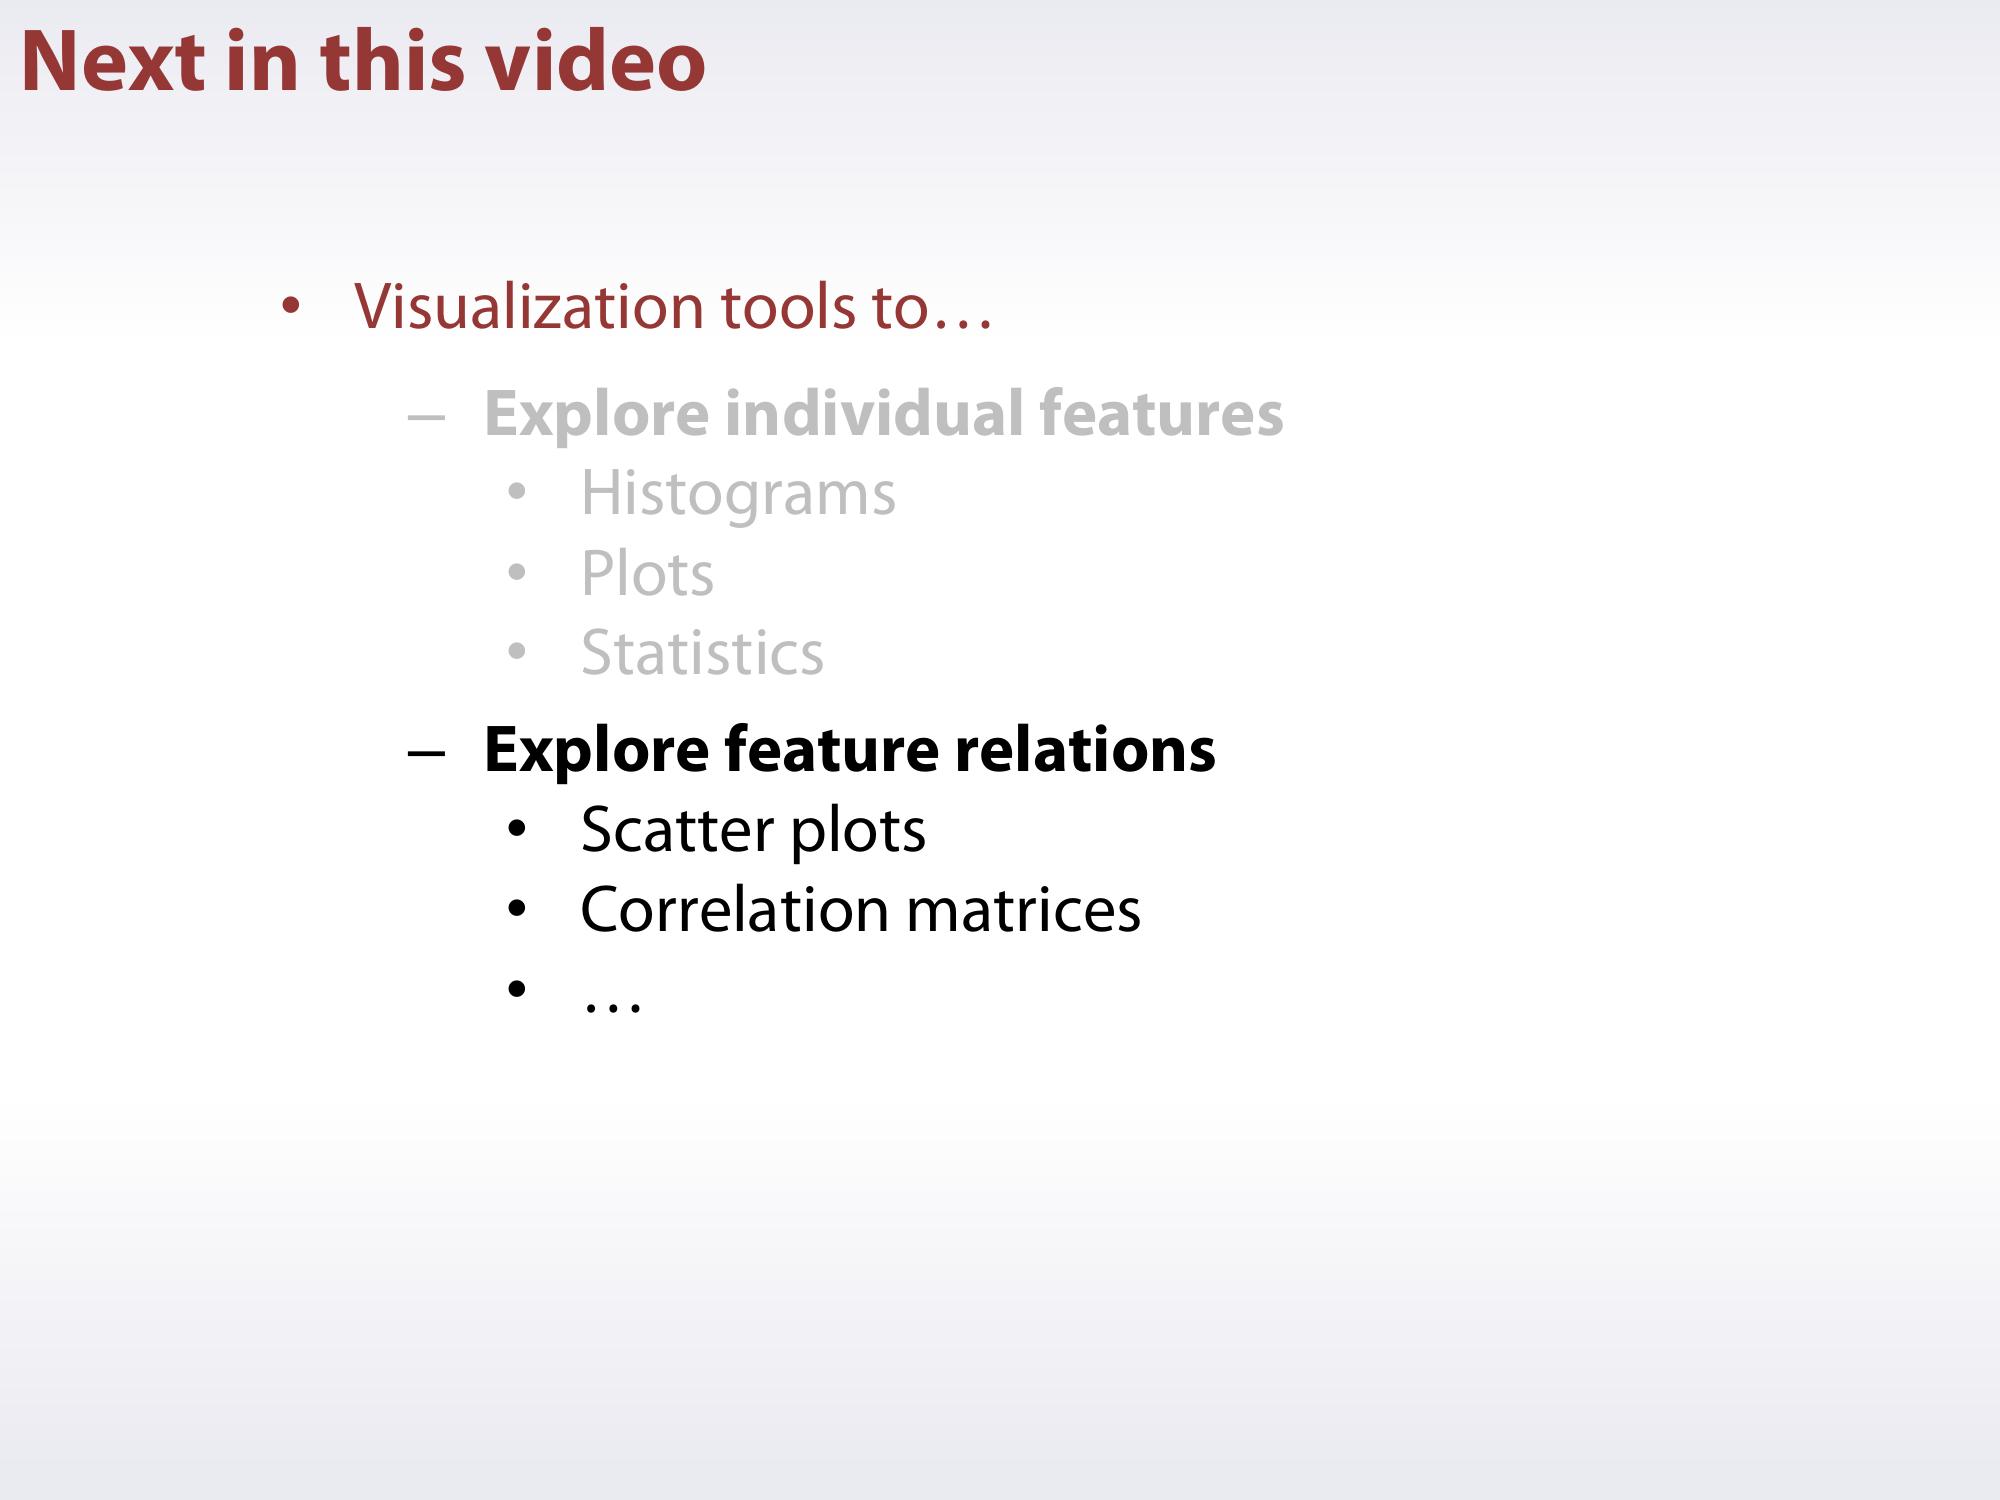 Next in this video
• Visualization tools to…
– Explore individual features
• Histograms
• Plots
• Statistics
– Explore feature relations
• Scatter plots
• Correlation matrices
• …